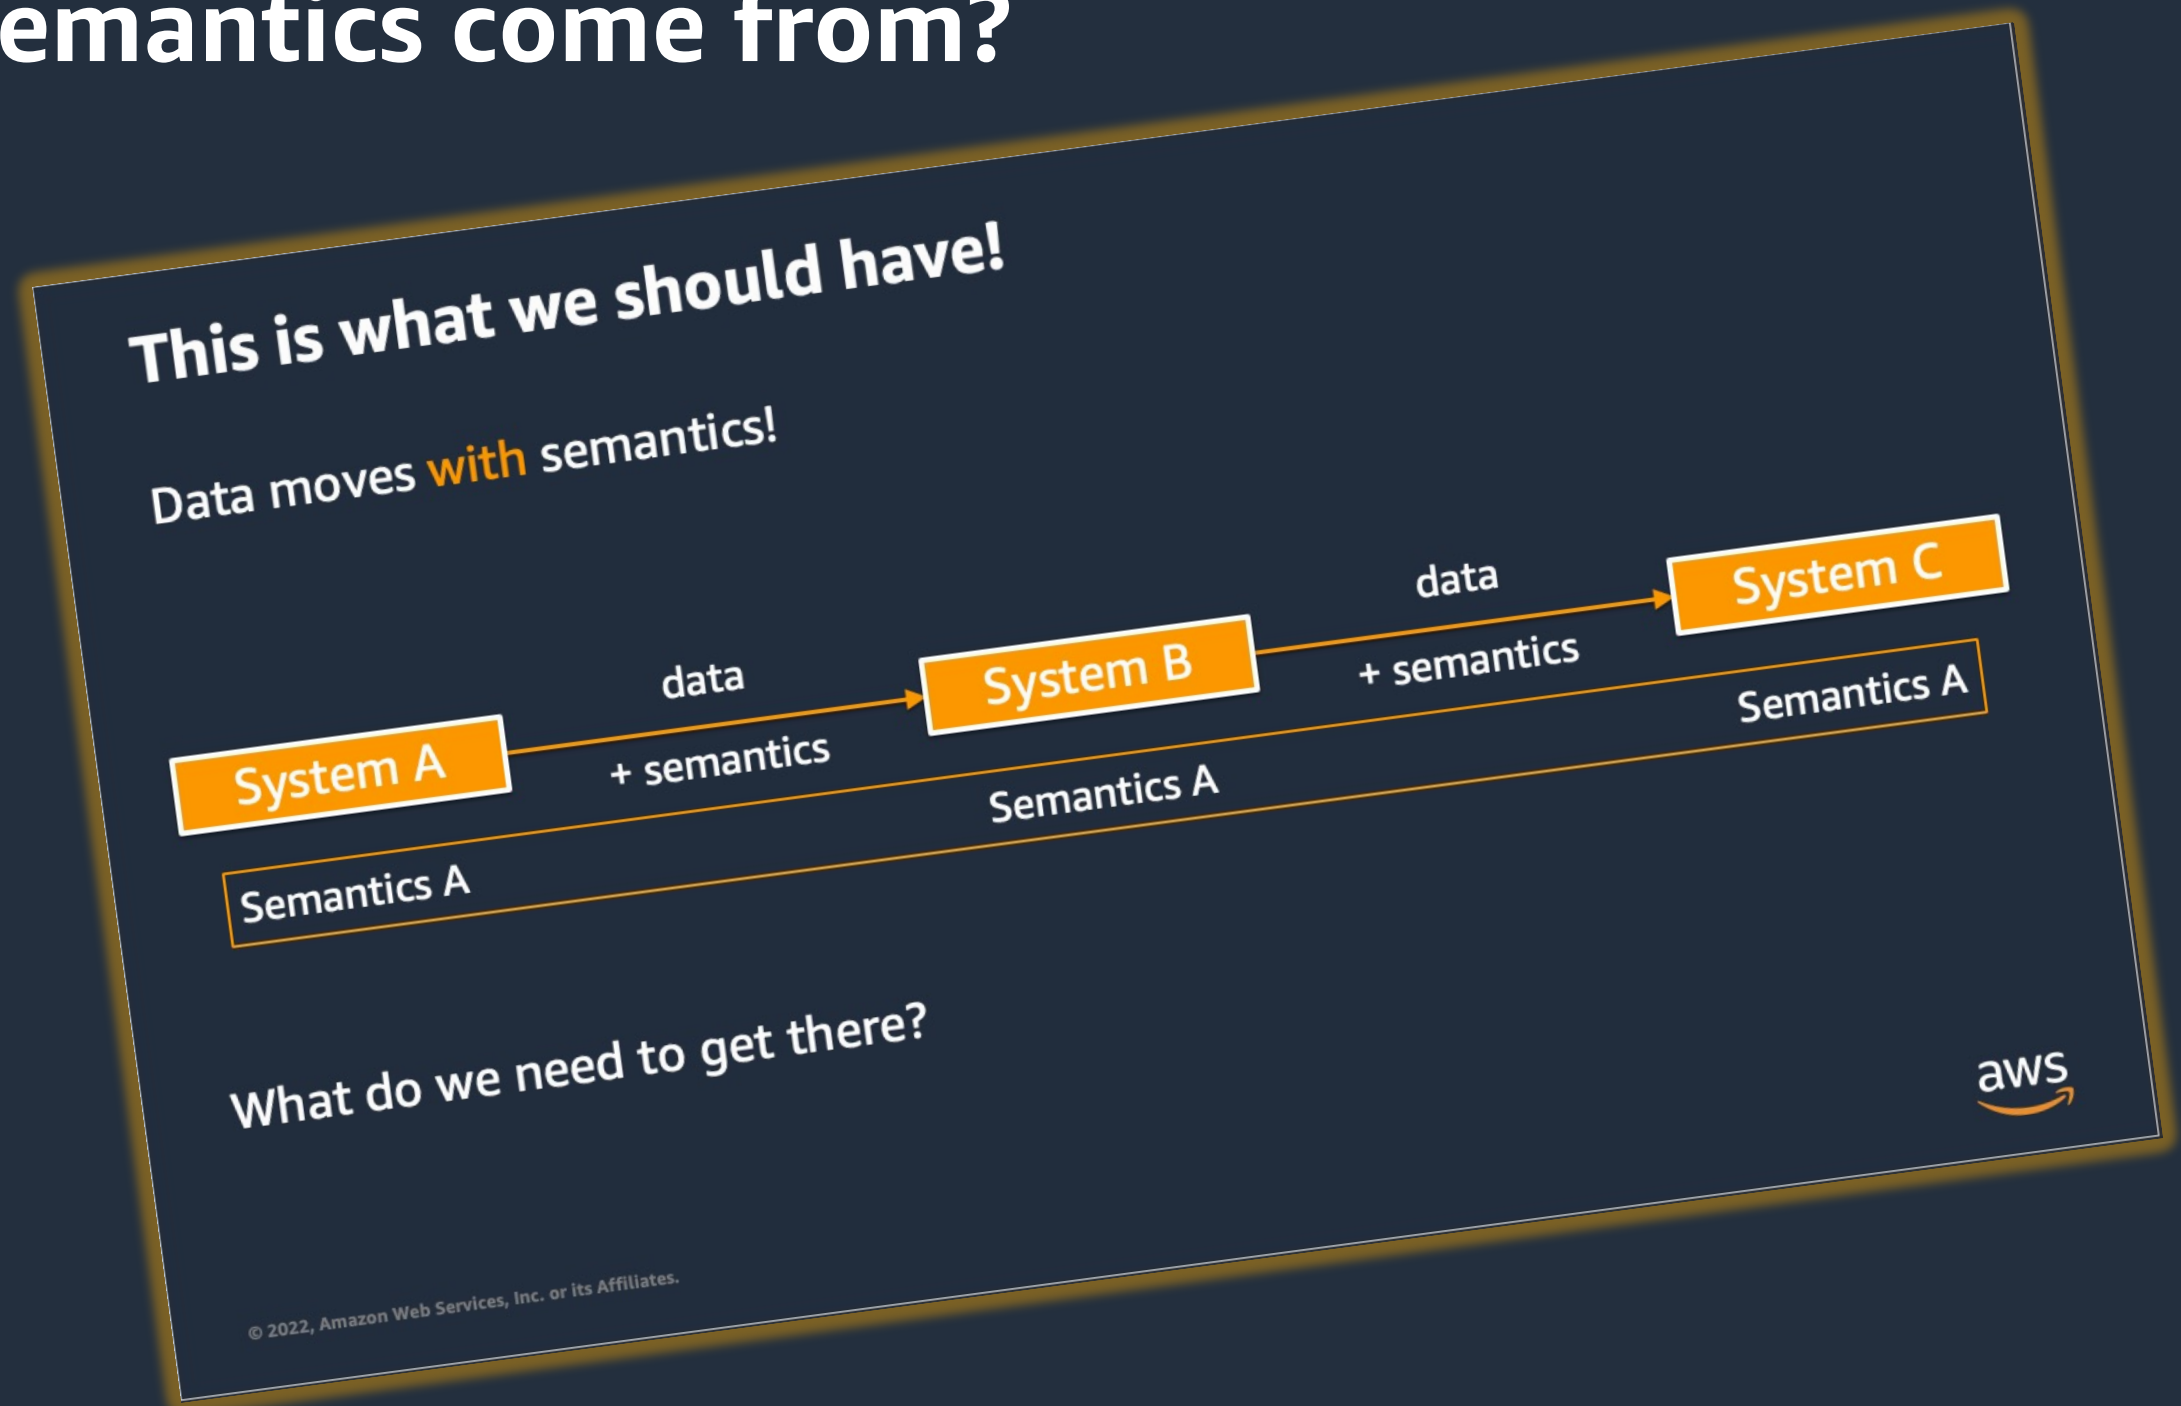 emantics come from?
This is what we should have!
Data moves with semantics!
data
System C
data
System B
+ semantics
System A
+ semantics
Semantics A
Semantics A
Semantics A
What do we need to get there?
aws
© 2022, Amazon Web Services, Inc. or its Affiliates.